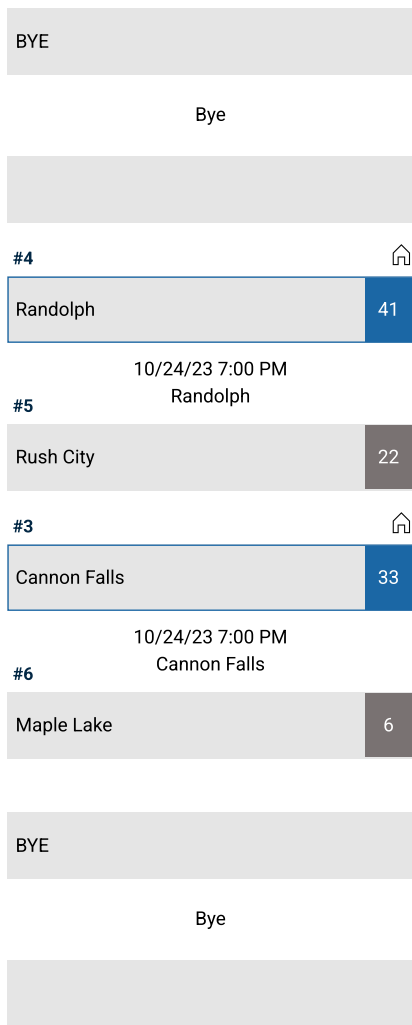 BYE
Bye
#4
Randolph 41
10/24/23 7:00 PM
Randolph
#5
Rush City 22
#3
Cannon Falls 33
10/24/23 7:00 PM
Cannon Falls
#6
Maple Lake 6
BYE
Bye